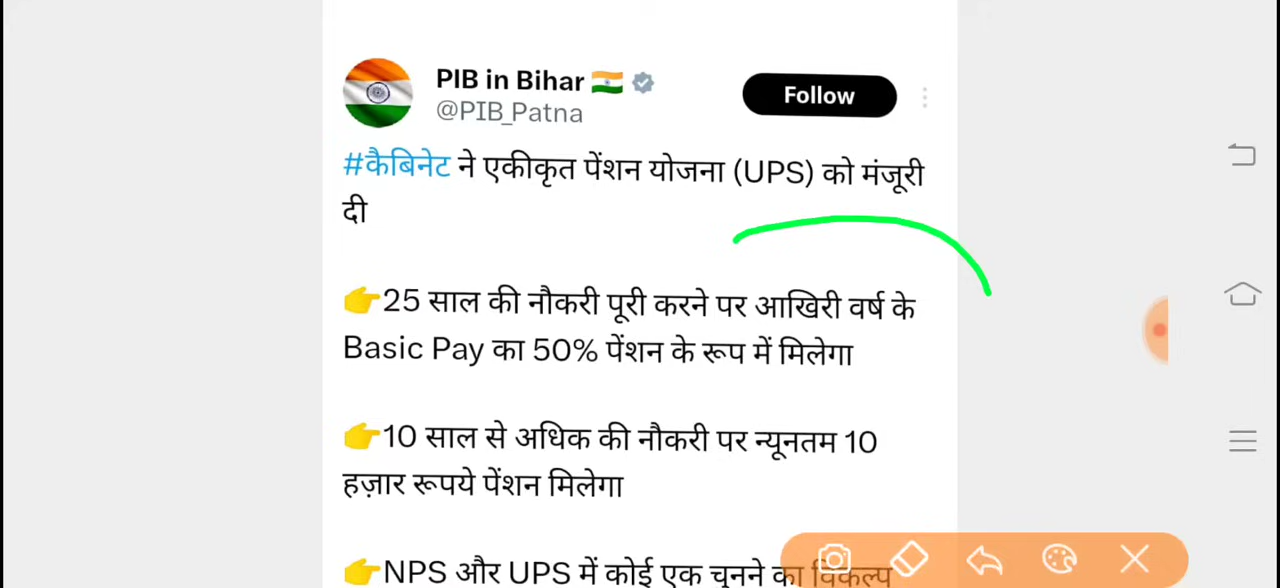 PIB in Bihar
@PIB_Patna
Follow
#कैबिनेट ने एकीकृत पेंशन योजना (UPS) को मंजूरी
दी
25 साल की नौकरी पूरी करने पर आखिरी वर्ष के
Basic Pay का 50% पेंशन के रूप में मिलेगा
10 साल से अधिक की नौकरी पर न्यूनतम 10
हज़ार रूपये पेंशन मिलेगा
NPS और UPS में कोई एक चुनने का विकल्प